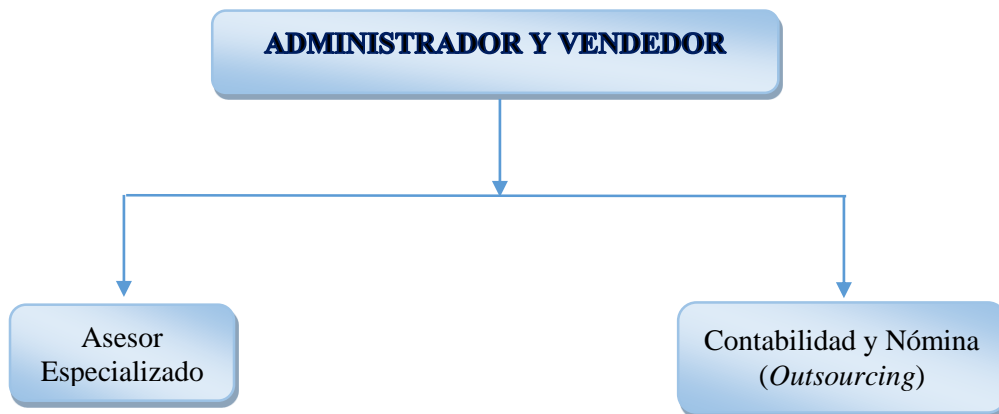 ADMINISTRADOR Y VENDEDOR
Asesor
Especializado
Contabilidad y Nómina
(Outsourcing)